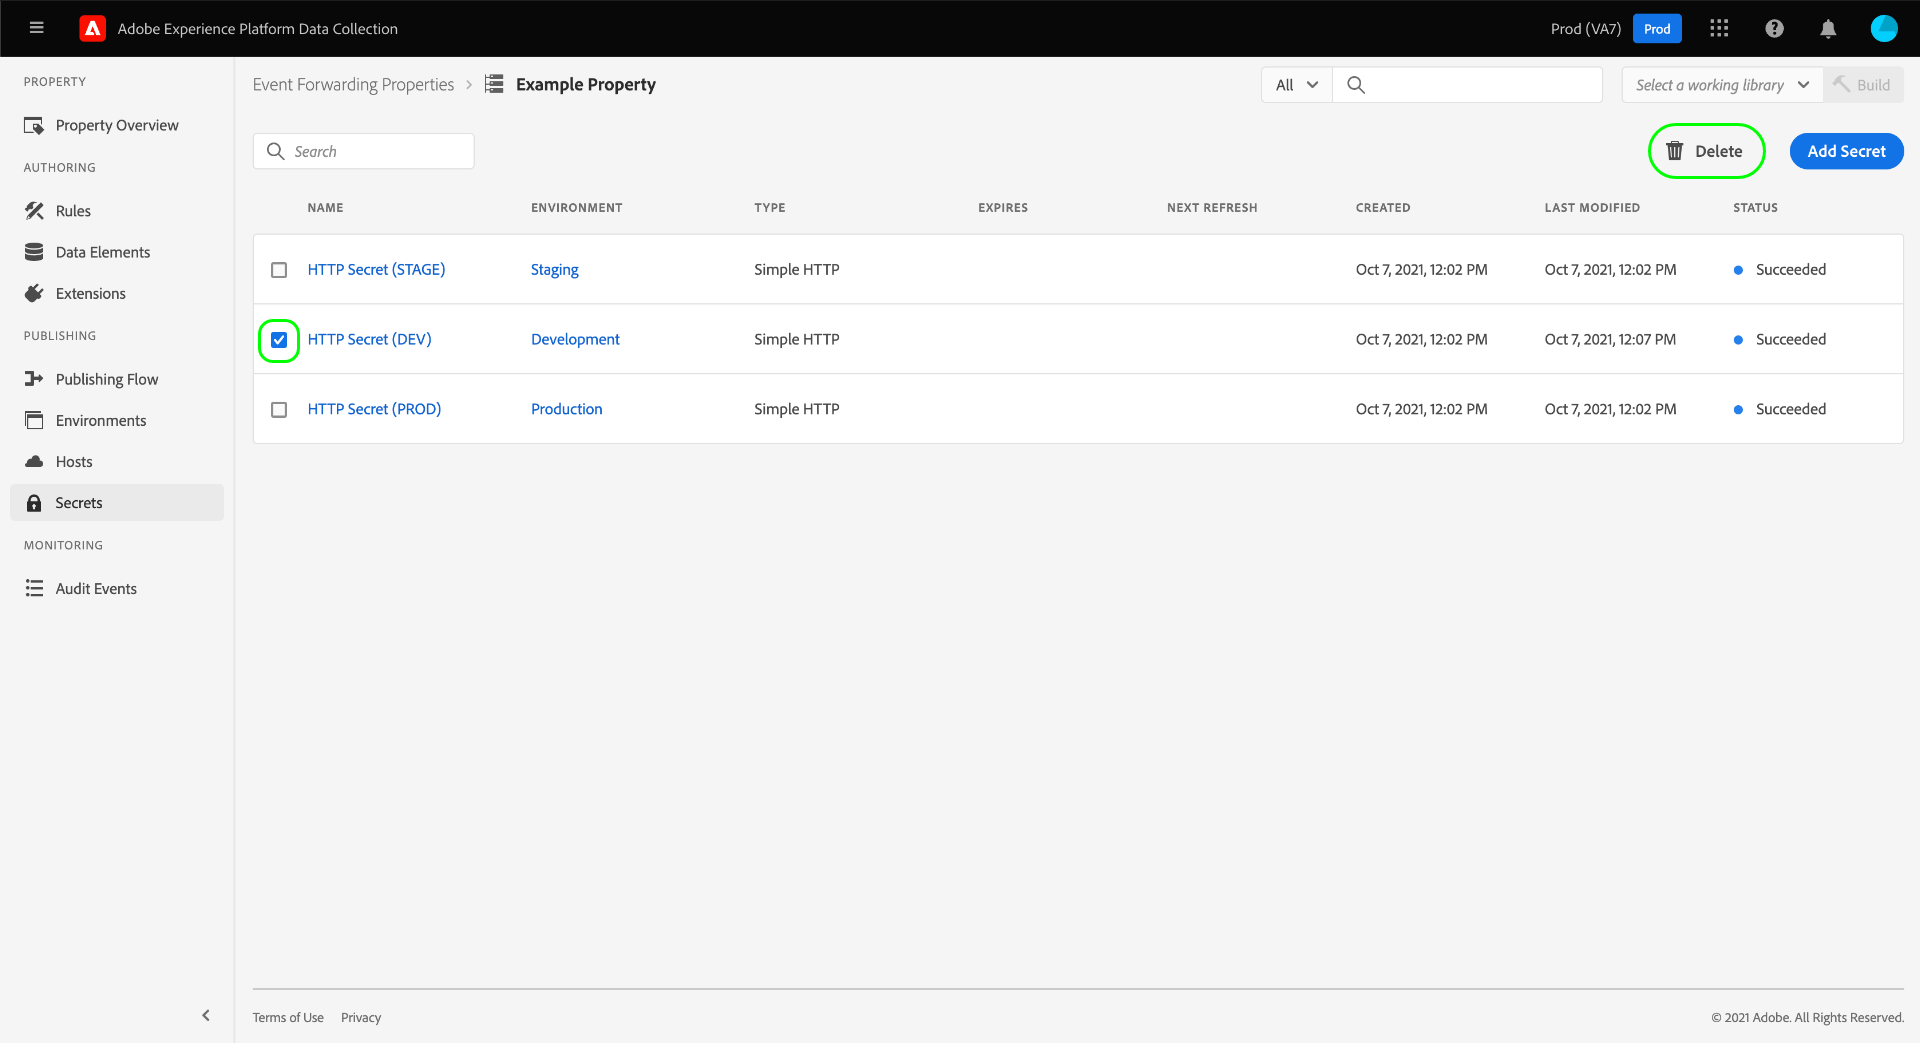 Adobe Experience Platform Data Collection
Prod (VA7)
Prod
PROPERTY
Property Overview
AUTHORING
Rules
Data Elements
Extensions
PUBLISHING
Publishing Flow
Environments
Hosts
Secrets
MONITORING
Audit Events
Event Forwarding Properties > Example Property
All
Select a working library
Build
Search
Delete
Add Secret
NAME ENVIRONMENT TYPE EXPIRES NEXT REFRESH CREATED LAST MODIFIED STATUS
HTTP Secret (STAGE) Staging Simple HTTP Oct 7, 2021, 12:02 PM Oct 7, 2021, 12:02 PM Succeeded
HTTP Secret (DEV) Development Simple HTTP Oct 7, 2021, 12:02 PM Oct 7, 2021, 12:07 PM Succeeded
HTTP Secret (PROD) Production Simple HTTP Oct 7, 2021, 12:02 PM Oct 7, 2021, 12:02 PM Succeeded
Terms of Use Privacy
© 2021 Adobe. All Rights Reserved.